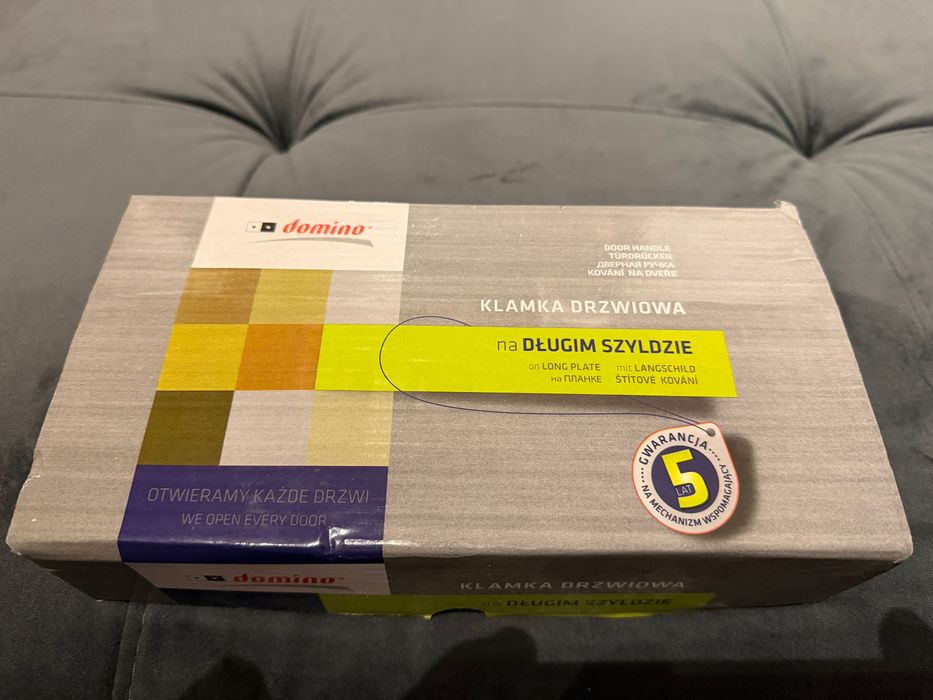 domino
DOOR HANDLE
TÜRDRÜCKER
ДВЕРНАЯ РУЧКА
KOVÁNÍ NA DVEŘE
KLAMKA DRZWIOWA
na DŁUGIM SZYLDZIE
on LONG PLATE mit LANGSCHILD
на ПЛАНКЕ ŠTÍTOVÉ KOVÁNÍ
GWARANCJA
5
LAT
NA MECHANIZM WSPOMAGAJĄCY
OTWIERAMY KAŻDE DRZWI
WE OPEN EVERY DOOR
domino
KLAMKA DRZWIOWA
na DŁUGIM SZYLDZIE